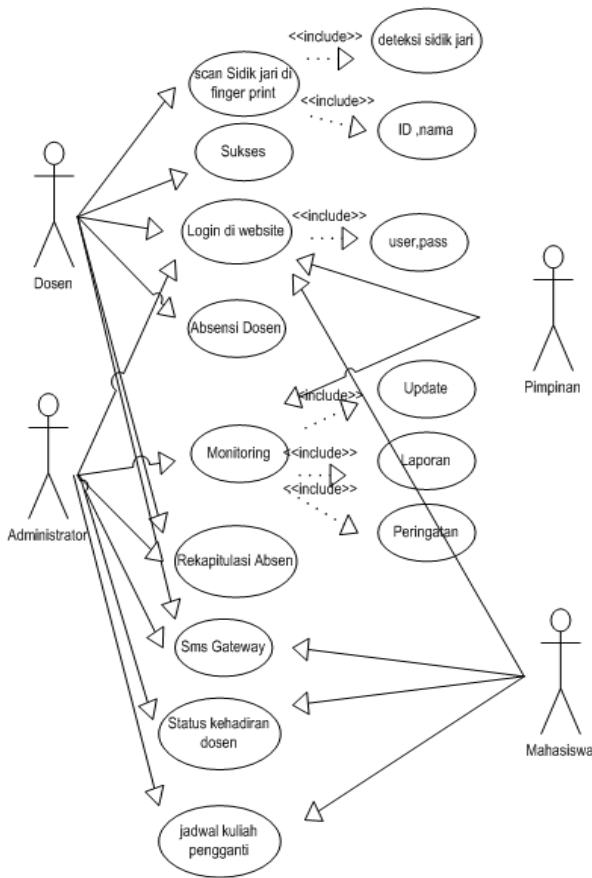 <<include>>
deteksi sidik jari
scan Sidik jari di
finger print
<<include>>
ID ,nama
Sukses
Dosen
Login di website
<<include>>
user,pass
Absensi Dosen
Pimpinan
<<include>>
Update
Administrator
Monitoring
<<include>>
Laporan
<<include>>
Peringatan
Rekapitulasi Absen
Sms Gateway
Status kehadiran
dosen
Mahasiswa
jadwal kuliah
pengganti